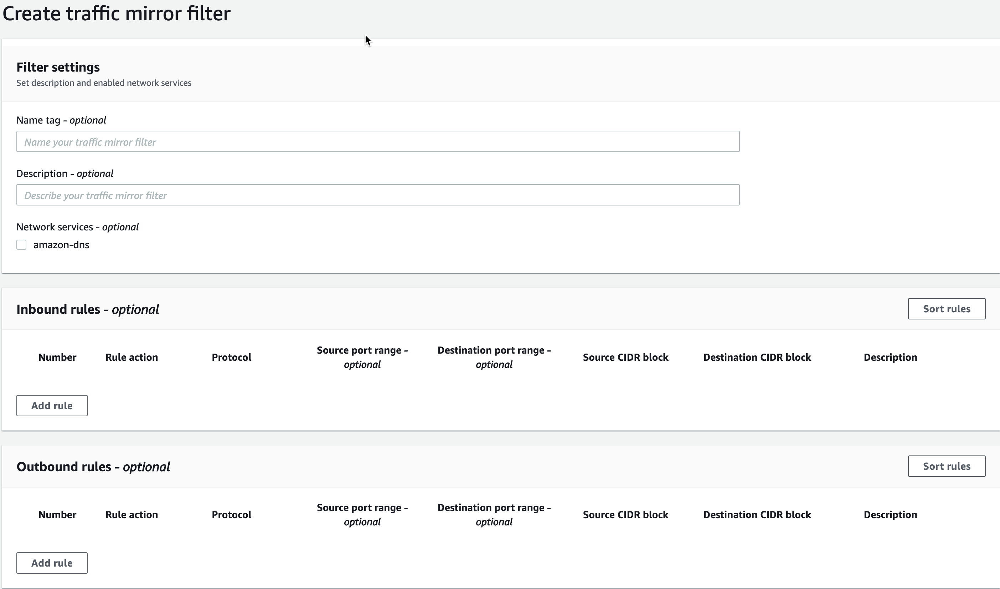 Create traffic mirror filter
Filter settings
Set description and enabled network services
Name tag - optional
Name your traffic mirror filter
Description - optional
Describe your traffic mirror filter
Network services - optional
amazon-dns
Inbound rules - optional
Sort rules
Number Rule action Protocol Source port range - optional Destination port range - optional Source CIDR block Destination CIDR block Description
Add rule
Outbound rules - optional
Sort rules
Number Rule action Protocol Source port range - optional Destination port range - optional Source CIDR block Destination CIDR block Description
Add rule